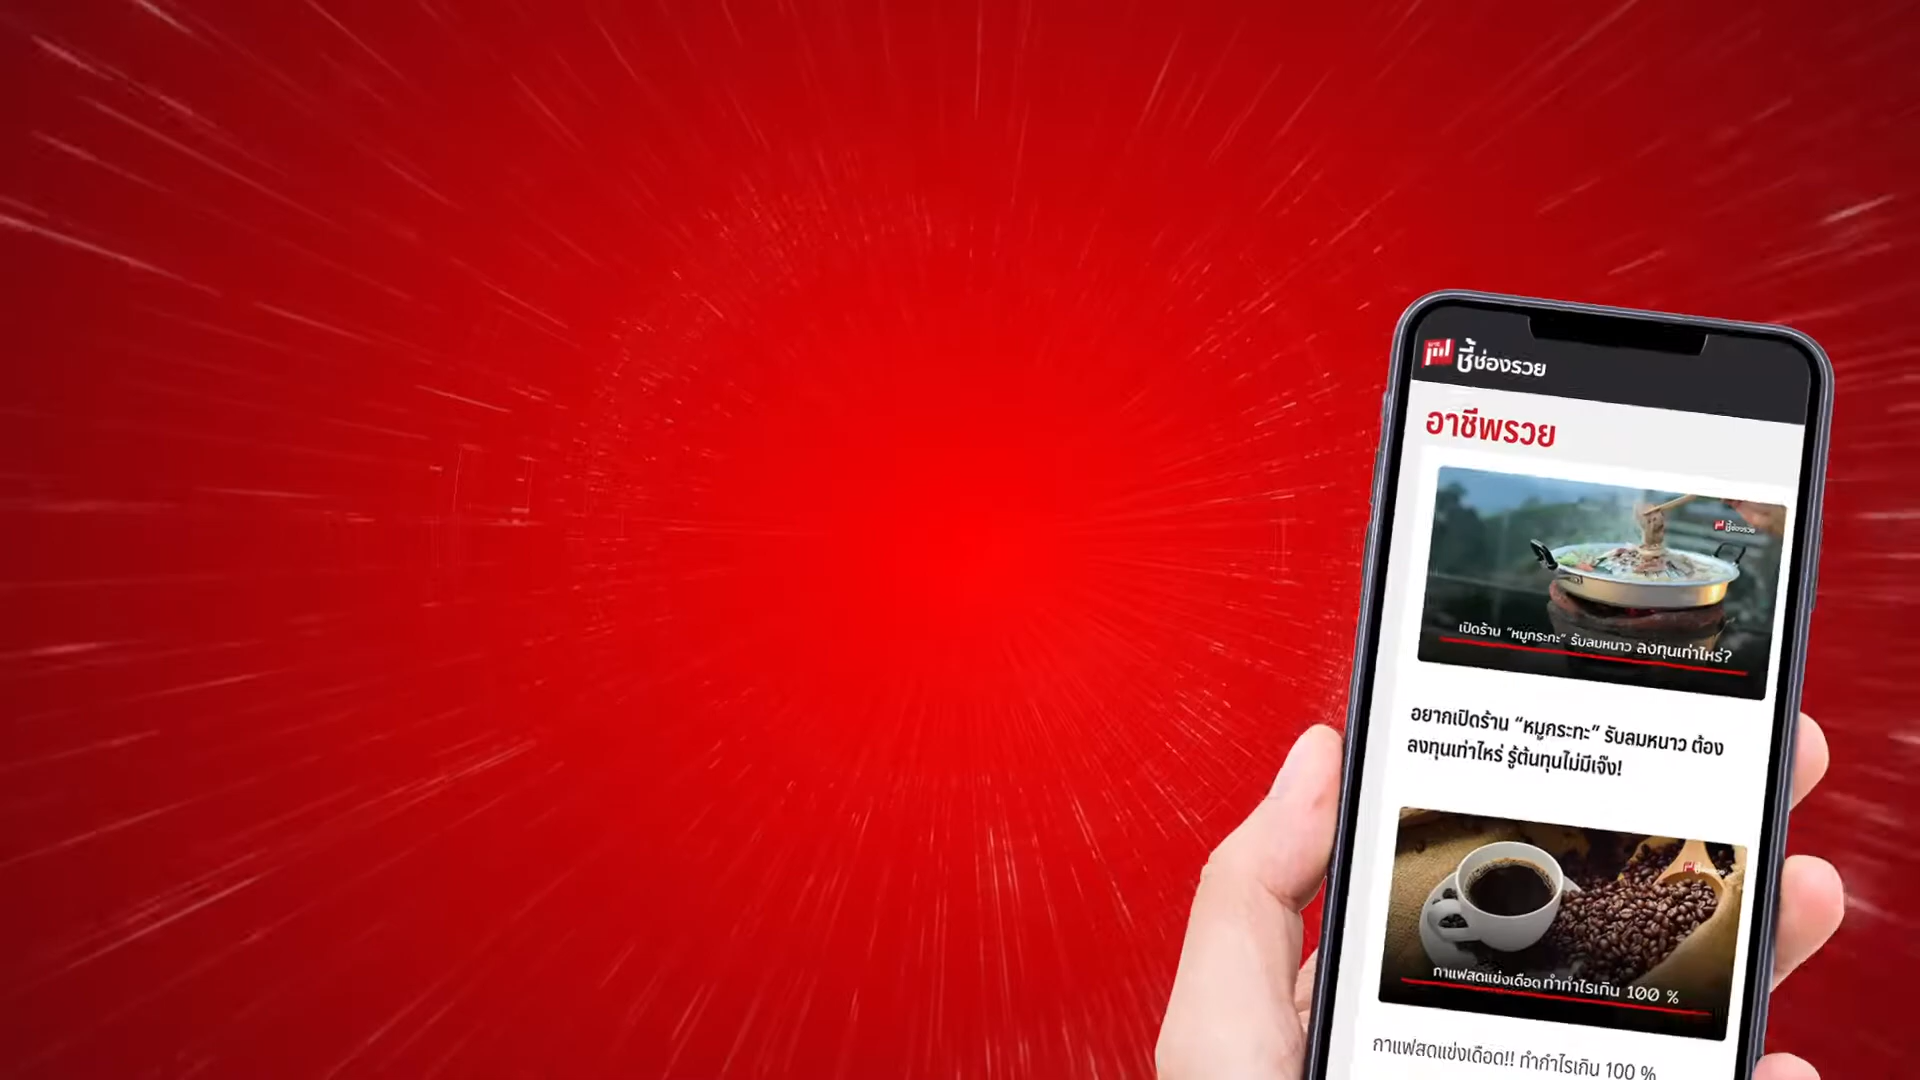 ชี้ช่องรวย
อาชีพรวย
ชี้ช่องรวย
เปิดร้าน “หมูกระทะ” รับลมหนาว ลงทุนเท่าไหร่?
อยากเปิดร้าน “หมูกระทะ” รับลมหนาว ต้อง
ลงทุนเท่าไหร่ รู้ต้นทุนไม่มีเจ๊ง!
กาแฟสดแข่งเดือด ทำกำไรเกิน 100 %
กาแฟสดแข่งเดือด!! ทำกำไรเกิน 100 %